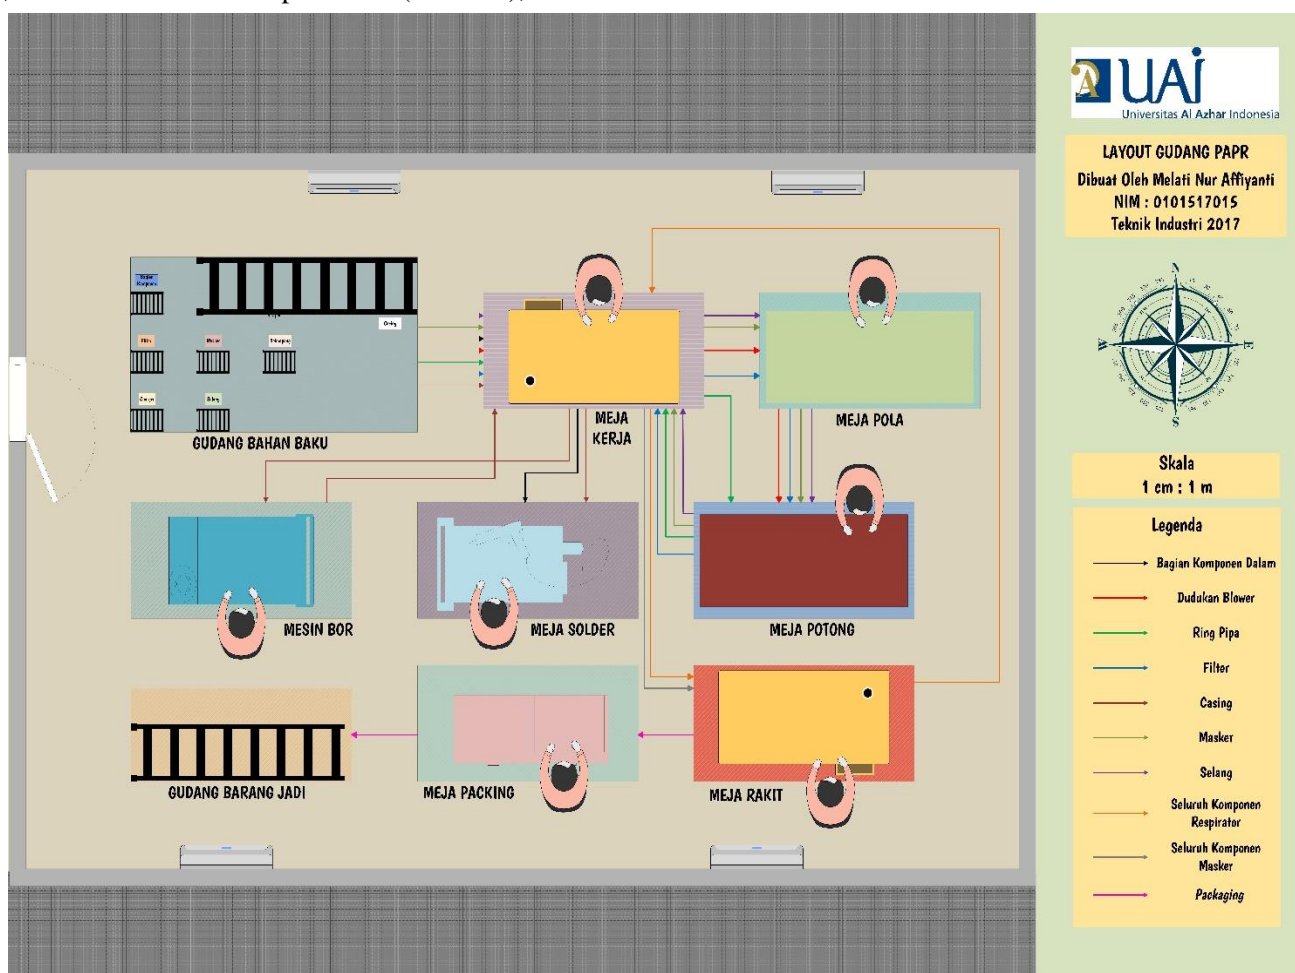 UAI
Universitas Al Azhar Indonesia
LAYOUT GUDANG PAPR
Dibuat Oleh Melati Nur Affiyanti
NIM : 0101517015
Teknik Industri 2017
N
W
E
S
Skala
1 cm : 1 m
Legenda
Bagian Komponen Dalam
Dudukan Blower
Ring Pipa
Filter
Casing
Masker
Selang
Seluruh Komponen
Respirator
Seluruh Komponen
Masker
Packaging
GUDANG BAHAN BAKU
MEJA
KERJA
MEJA POLA
MESIN BOR
MEJA SOLDER
MEJA POTONG
GUDANG BARANG JADI
MEJA PACKING
MEJA RAKIT